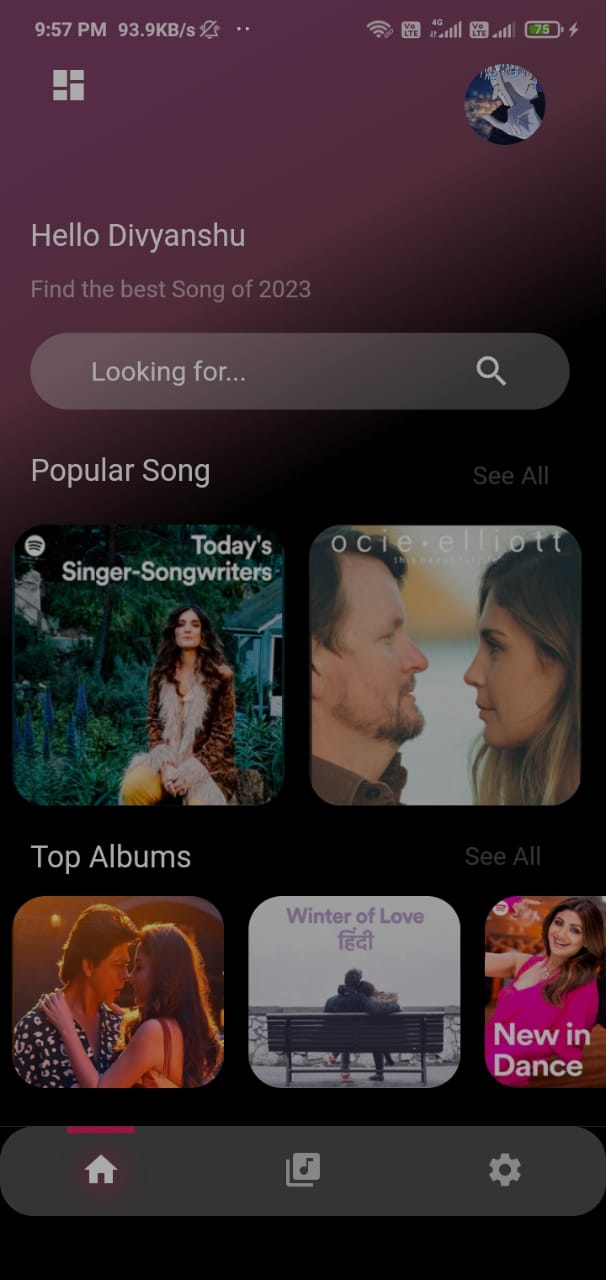 9:57 PM 93.9KB/s
Vo LTE 4G Vo LTE 75
Hello Divyanshu
Find the best Song of 2023
Looking for...
Popular Song
See All
Today's
Singer-Songwriters
ocie elliott
Top Albums
See All
Winter of Love
हिंदी
New in
Dance